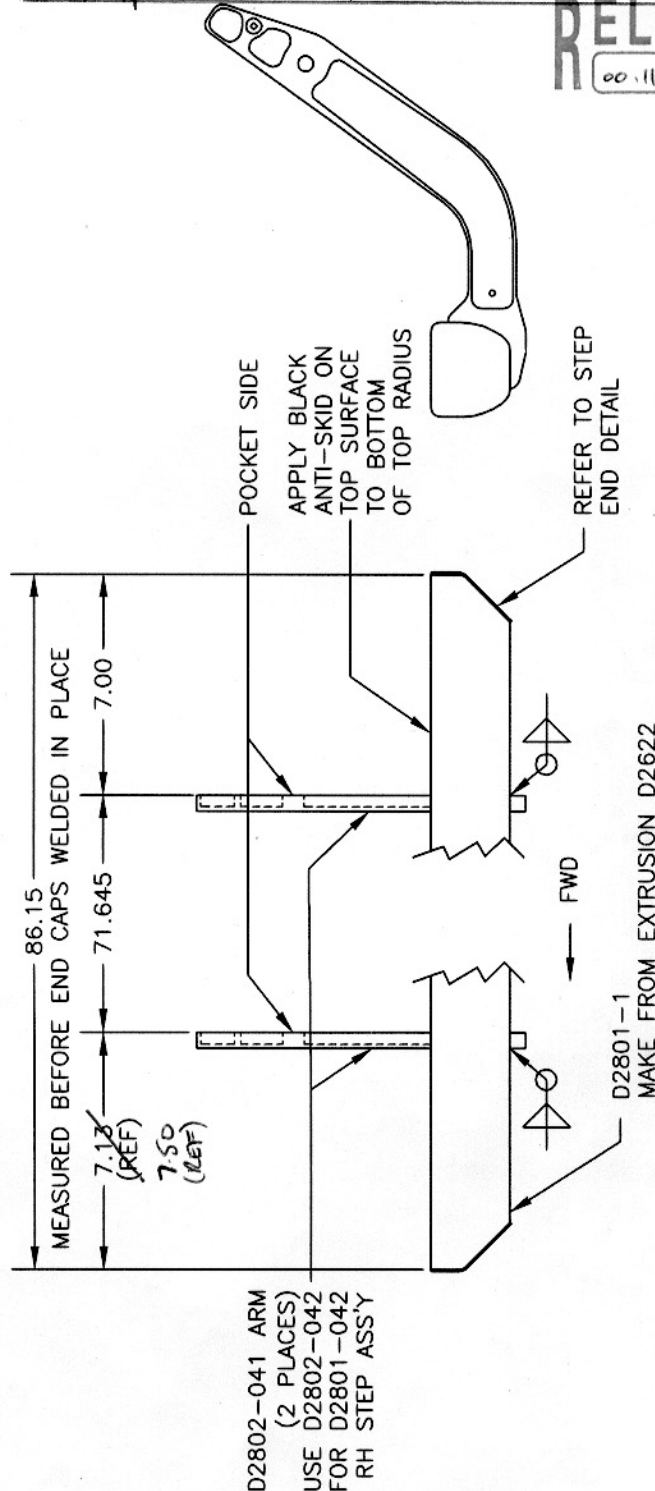 REL
00.11
86.15
MEASURED BEFORE END CAPS WELDED IN PLACE
7.13
(REF)
7.50
(REF)
71.645
7.00
POCKET SIDE
APPLY BLACK
ANTI-SKID ON
TOP SURFACE
TO BOTTOM
OF TOP RADIUS
D2802-041 ARM
(2 PLACES)
USE D2802-042
FOR D2801-042
RH STEP ASS'Y
FWD
REFER TO STEP
END DETAIL
D2801-1
MAKE FROM EXTRUSION D2622